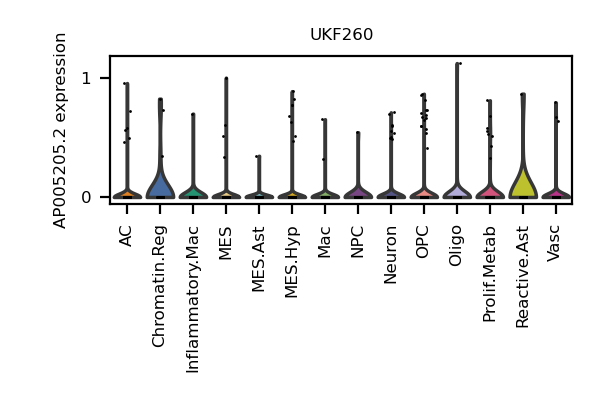 UKF260
AP005205.2 expression
1
0
AC
Chromatin.Reg
Inflammatory.Mac
MES
MES.Ast
MES.Hyp
Mac
NPC
Neuron
OPC
Oligo
Prolif.Metab
Reactive.Ast
Vasc